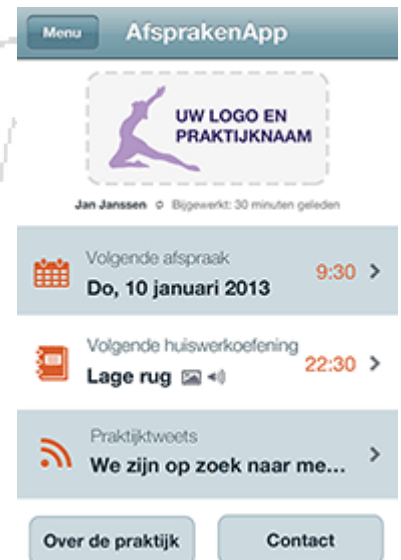 Menu
AfsprakenApp
UW LOGO EN
PRAKTIJKNAAM
Jan Janssen Bijgewerkt: 30 minuten geleden
Volgende afspraak
Do, 10 januari 2013
9:30
Volgende huiswerkoefening
Lage rug
22:30
Praktijktweets
We zijn op zoek naar me...
Over de praktijk
Contact